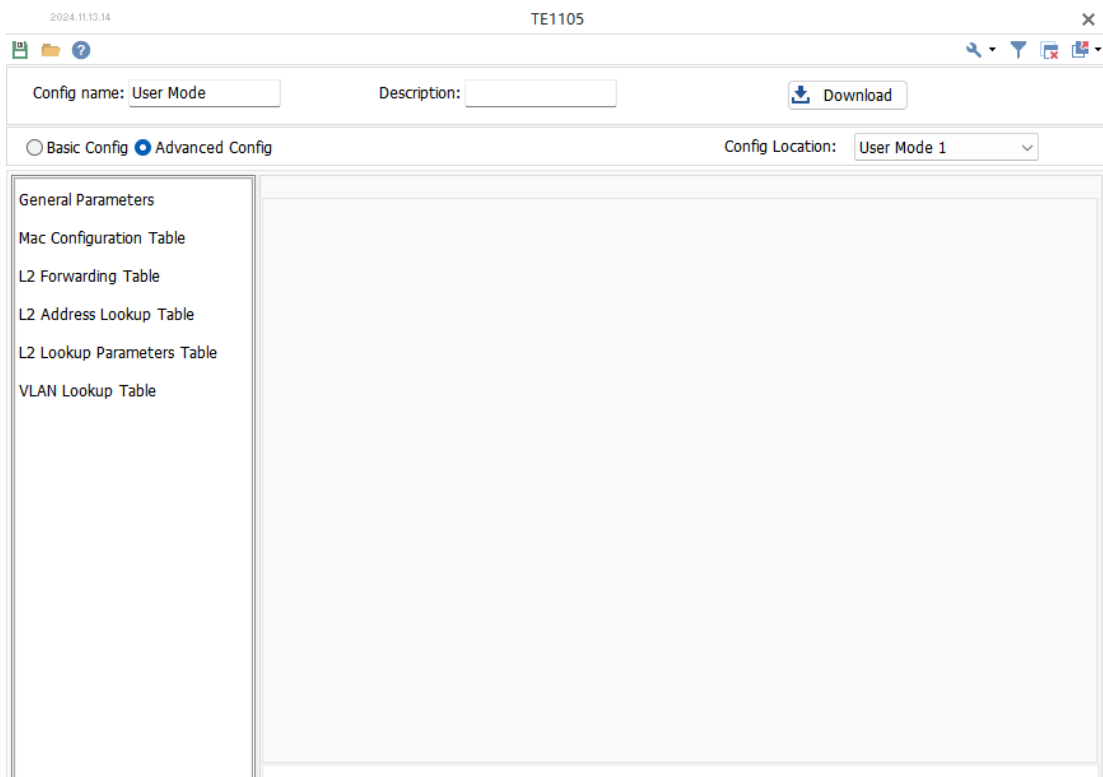 2024.11.13.14
TE1105
Config name: User Mode
Description:
Download
Basic Config
Advanced Config
Config Location: User Mode 1
General Parameters
Mac Configuration Table
L2 Forwarding Table
L2 Address Lookup Table
L2 Lookup Parameters Table
VLAN Lookup Table